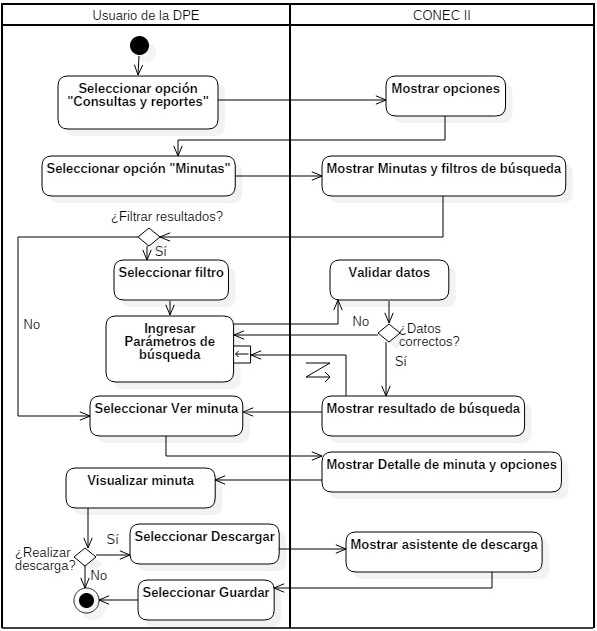 Usuario de la DPE
CONEC II
Seleccionar opción
"Consultas y reportes"
Mostrar opciones
Seleccionar opción "Minutas"
Mostrar Minutas y filtros de búsqueda
¿Filtrar resultados?
Sí
Seleccionar filtro
Validar datos
No
Ingresar
Parámetros de
búsqueda
No
¿Datos
correctos?
Sí
Seleccionar Ver minuta
Mostrar resultado de búsqueda
Mostrar Detalle de minuta y opciones
Visualizar minuta
Sí
Seleccionar Descargar
Mostrar asistente de descarga
¿Realizar
descarga?
No
Seleccionar Guardar